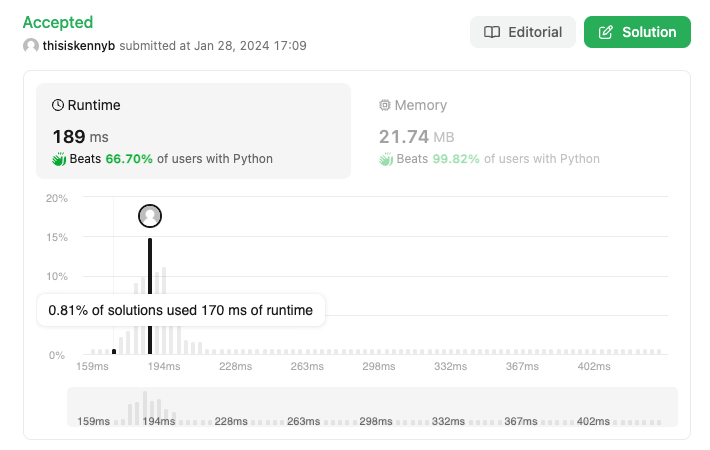 Accepted
thisiskennyb submitted at Jan 28, 2024 17:09
Editorial
Solution
Runtime
189 ms
Beats 66.70% of users with Python
Memory
21.74 MB
Beats 99.82% of users with Python
20%
15%
10%
0.81% of solutions used 170 ms of runtime
0%
159ms 194ms 228ms 263ms 298ms 332ms 367ms 402ms
159ms 194ms 228ms 263ms 298ms 332ms 367ms 402ms